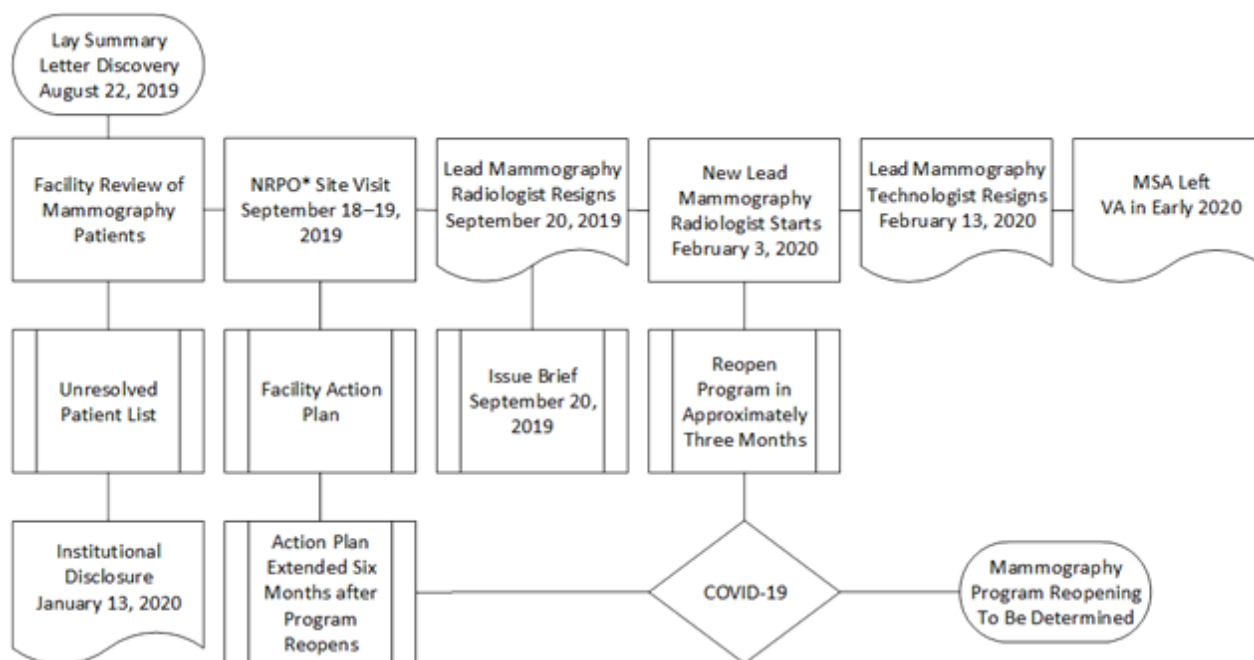 Lay Summary
Letter Discovery
August 22, 2019
Facility Review of
Mammography
Patients
NRPO* Site Visit
September 18–19,
2019
Lead Mammography
Radiologist Resigns
September 20, 2019
New Lead
Mammography
Radiologist Starts
February 3, 2020
Lead Mammography
Technologist Resigns
February 13, 2020
MSA Left
VA in Early 2020
Unresolved
Patient List
Facility Action
Plan
Issue Brief
September 20,
2019
Reopen
Program in
Approximately
Three Months
Institutional
Disclosure
January 13, 2020
Action Plan
Extended Six
Months after
Program
Reopens
COVID-19
Mammography
Program Reopening
To Be Determined